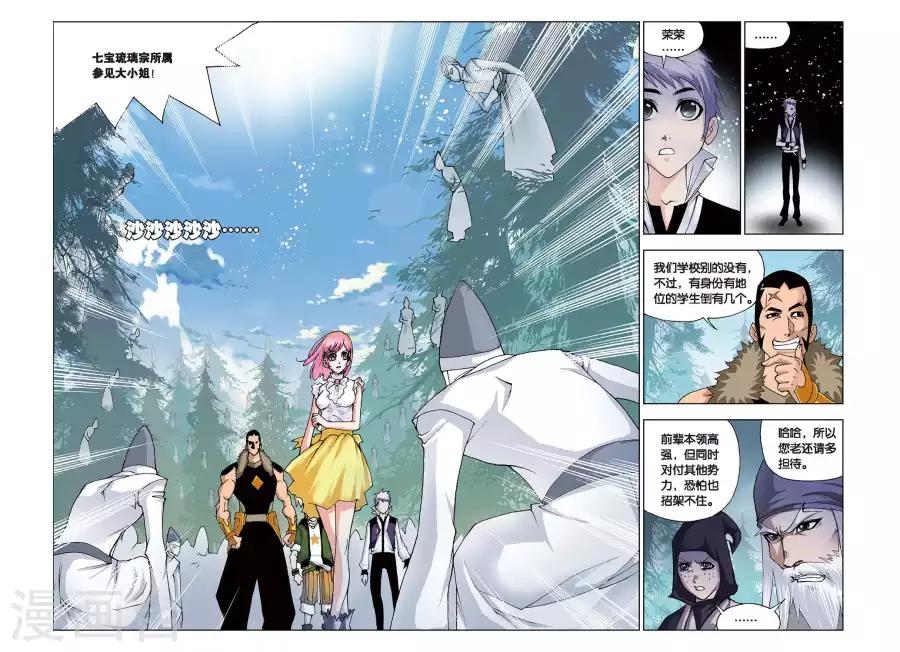 七宝琉璃宗所属
参见大小姐！
沙沙沙沙沙……
荣荣
……
……
我们学校别的没有，
不过，有身份有地
位的学生倒有几个。
前辈本领高
强，但同时
对付其他势
力，恐怕也
招架不住。
哈哈，所以
您老还请多
担待。
……
漫画台